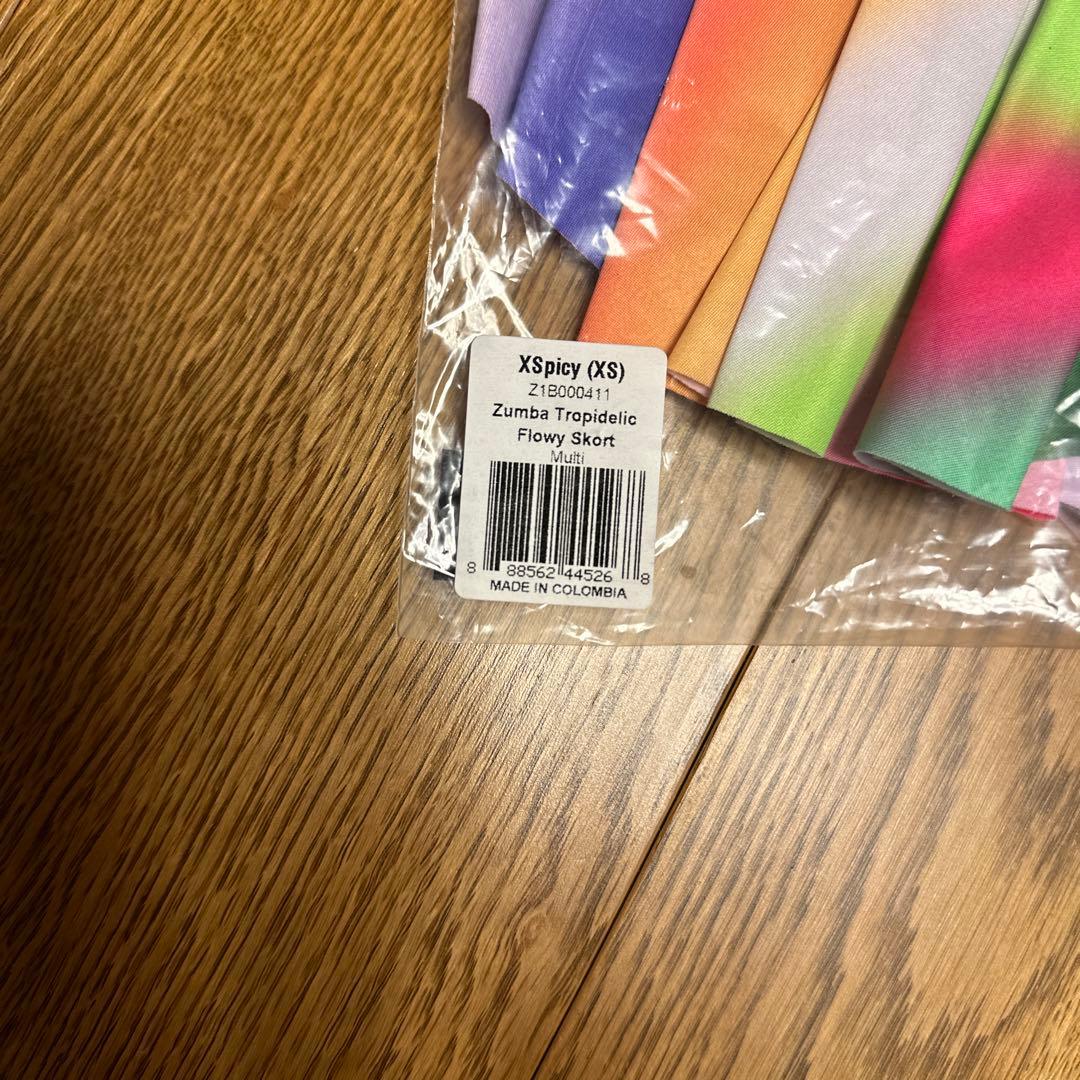 XSpicy (XS)
Z1B000411
Zumba Tropidelic
Flowy Skort
Multi
8 88562 44526 8
MADE IN COLOMBIA